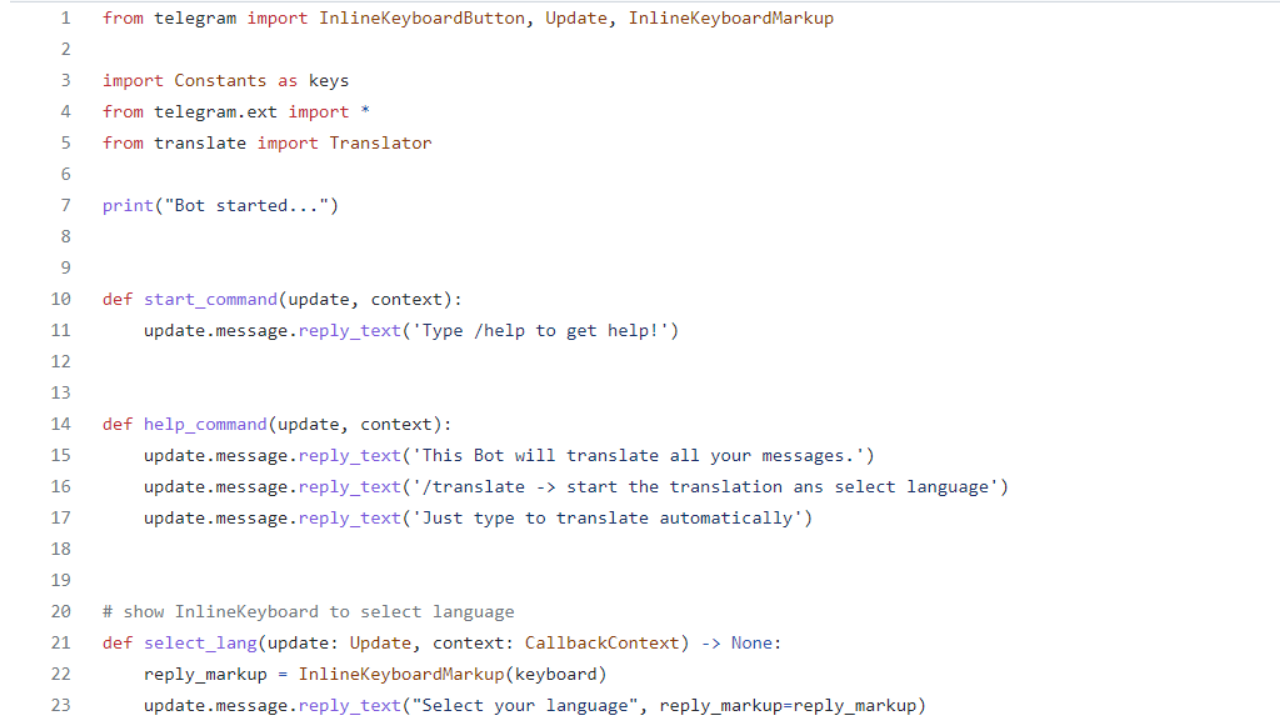 1 from telegram import InlineKeyboardButton, Update, InlineKeyboardMarkup
2
3 import Constants as keys
4 from telegram.ext import *
5 from translate import Translator
6
7 print("Bot started...")
8
9
10 def start_command(update, context):
11     update.message.reply_text('Type /help to get help!')
12
13
14 def help_command(update, context):
15     update.message.reply_text('This Bot will translate all your messages.')
16     update.message.reply_text('/translate -> start the translation ans select language')
17     update.message.reply_text('Just type to translate automatically')
18
19
20 # show InlineKeyboard to select language
21 def select_lang(update: Update, context: CallbackContext) -> None:
22     reply_markup = InlineKeyboardMarkup(keyboard)
23     update.message.reply_text("Select your language", reply_markup=reply_markup)